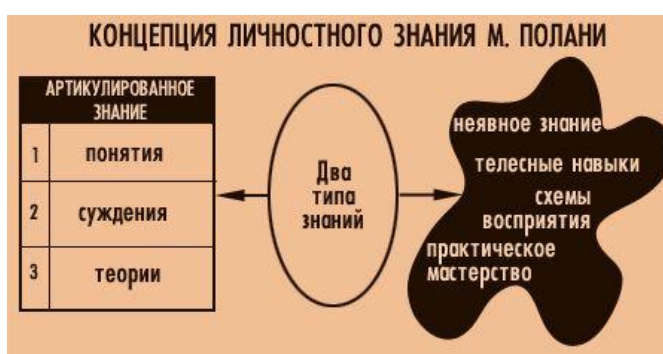 КОНЦЕПЦИЯ ЛИЧНОСТНОГО ЗНАНИЯ М. ПОЛАНИ
АРТИКУЛИРОВАННОЕ
ЗНАНИЕ
1 ПОНЯТИЯ
2 СУЖДЕНИЯ
3 ТЕОРИИ
Два
типа
знаний
неявное знание
телесные навыки
схемы
восприятия
практическое
мастерство